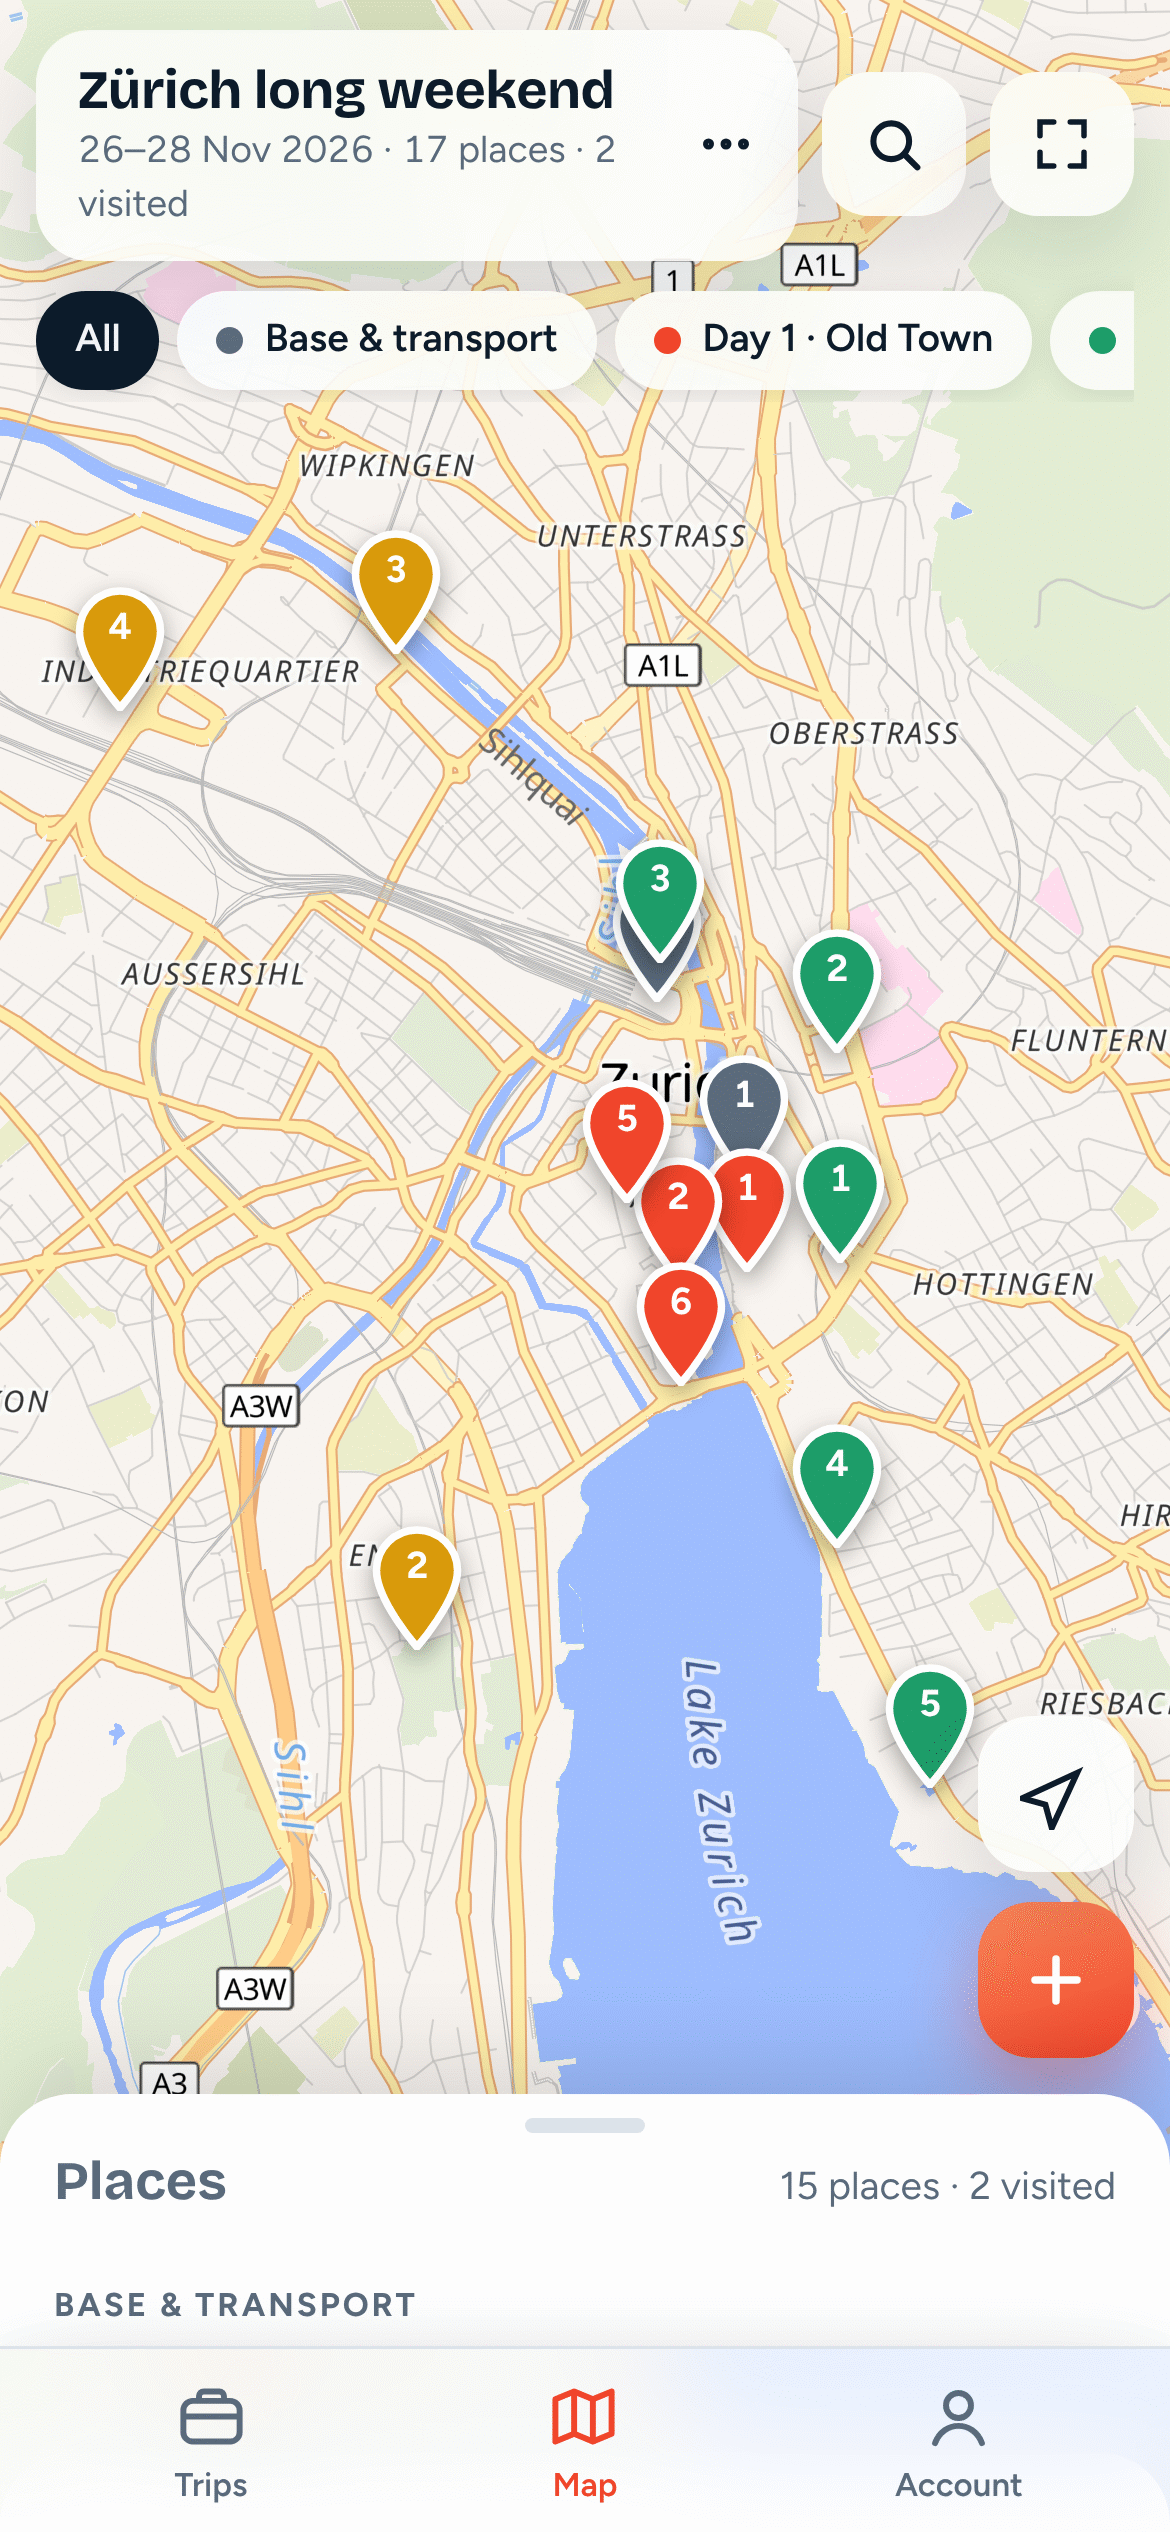 Zürich long weekend
26–28 Nov 2026 · 17 places · 2
visited
1
A1L
All
Base & transport
Day 1 · Old Town
WIPKINGEN
UNTERSTRASS
3
4
A1L
OBERSTRASS
Sihlquai
3
2
AUSSERSIHL
FLUNTERN
1
5
1
2
1
6
HOTTINGEN
A3W
4
2
Lake Zurich
5
Sihl
A3W
A3
Places
15 places · 2 visited
BASE & TRANSPORT
Trips
Map
Account